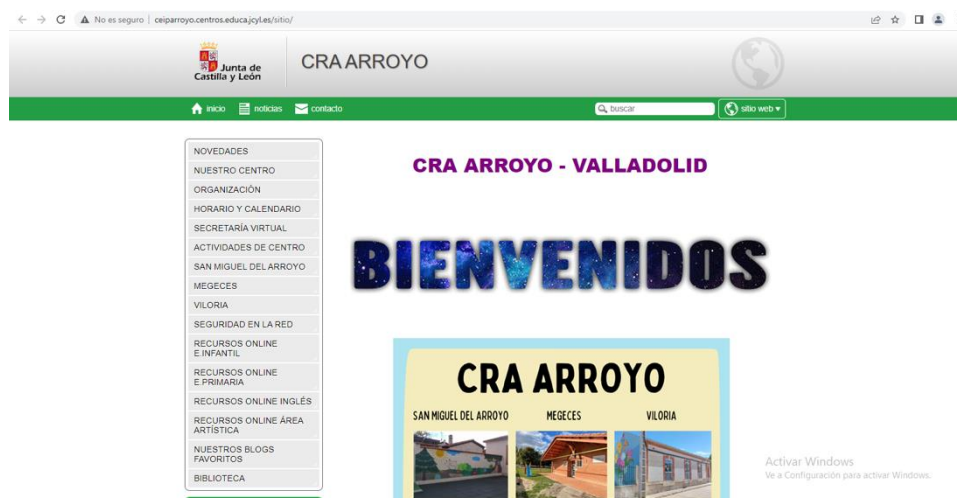 No es seguro | ceiparroyo.centros.educa.jcyl.es/sitio/
Junta de
Castilla y León
CRA ARROYO
inicio noticias contacto buscar sitio web
NOVEDADES
NUESTRO CENTRO
ORGANIZACIÓN
HORARIO Y CALENDARIO
SECRETARÍA VIRTUAL
ACTIVIDADES DE CENTRO
SAN MIGUEL DEL ARROYO
MEGECES
VILORIA
SEGURIDAD EN LA RED
RECURSOS ONLINE
E.INFANTIL
RECURSOS ONLINE
E.PRIMARIA
RECURSOS ONLINE INGLÉS
RECURSOS ONLINE ÁREA
ARTÍSTICA
NUESTROS BLOGS
FAVORITOS
BIBLIOTECA
CRA ARROYO - VALLADOLID
BIENVENIDOS
CRA ARROYO
SAN MIGUEL DEL ARROYO MEGECES VILORIA
Activar Windows
Ve a Configuración para activar Windows.